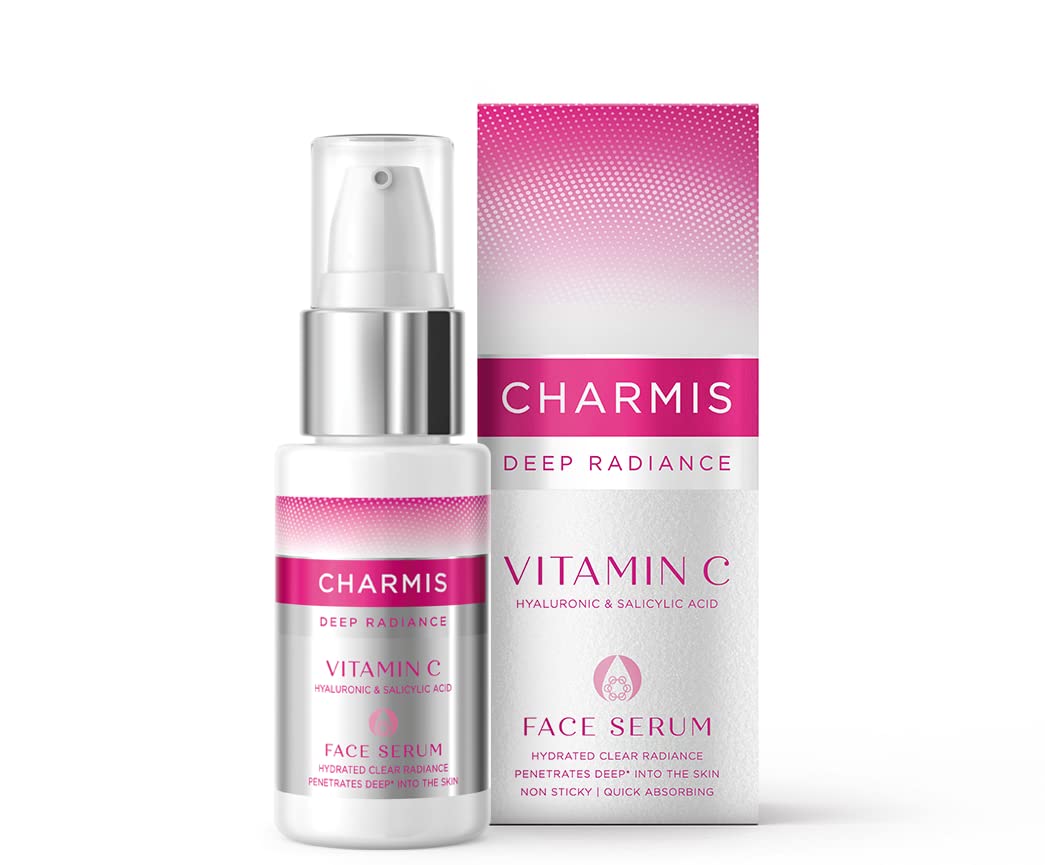 CHARMIS
DEEP RADIANCE
VITAMIN C
HYALURONIC & SALICYLIC ACID
FACE SERUM
HYDRATED CLEAR RADIANCE
PENETRATES DEEP* INTO THE SKIN
CHARMIS
DEEP RADIANCE
VITAMIN C
HYALURONIC & SALICYLIC ACID
FACE SERUM
HYDRATED CLEAR RADIANCE
PENETRATES DEEP* INTO THE SKIN
NON STICKY | QUICK ABSORBING